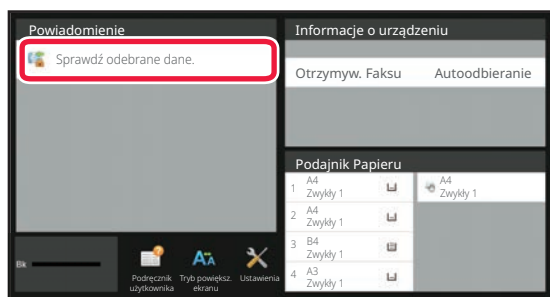 Powiadomienie
Sprawdź odebrane dane.
Informacje o urządzeniu
Otrzymyw. Faksu Autoodbieranie
Podajnik Papieru
1 A4
Zwykły 1
A4
Zwykły 1
2 A4
Zwykły 1
3 B4
Zwykły 1
4 A3
Zwykły 1
Bk
Podręcznik
użytkownika
Tryb powiększ.
ekranu
Ustawienia